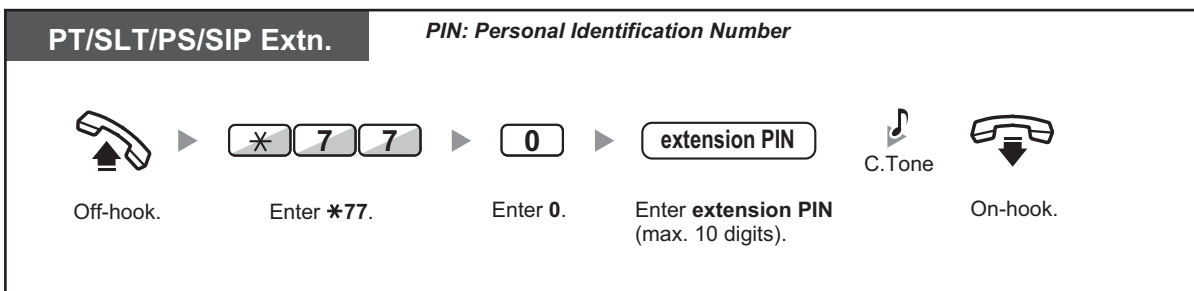 PT/SLT/PS/SIP Extn.
PIN: Personal Identification Number
* 7 7 0 extension PIN
C.Tone
Off-hook. Enter *77. Enter 0. Enter extension PIN On-hook.
(max. 10 digits).